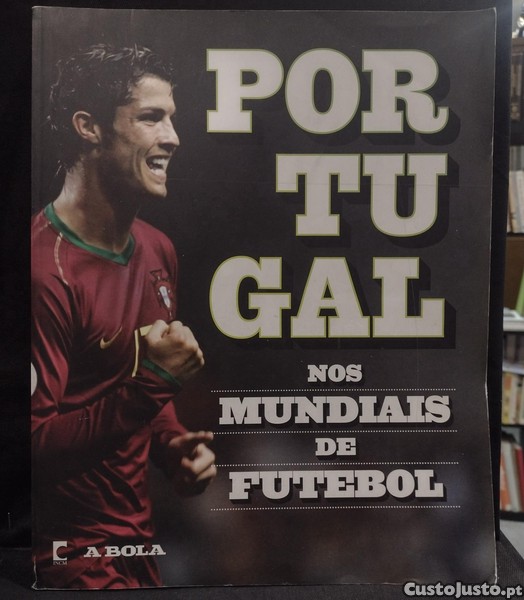 POR
TU
GAL
NOS
MUNDIAIS
DE
FUTEBOL
A BOLA
CustoJusto.pt